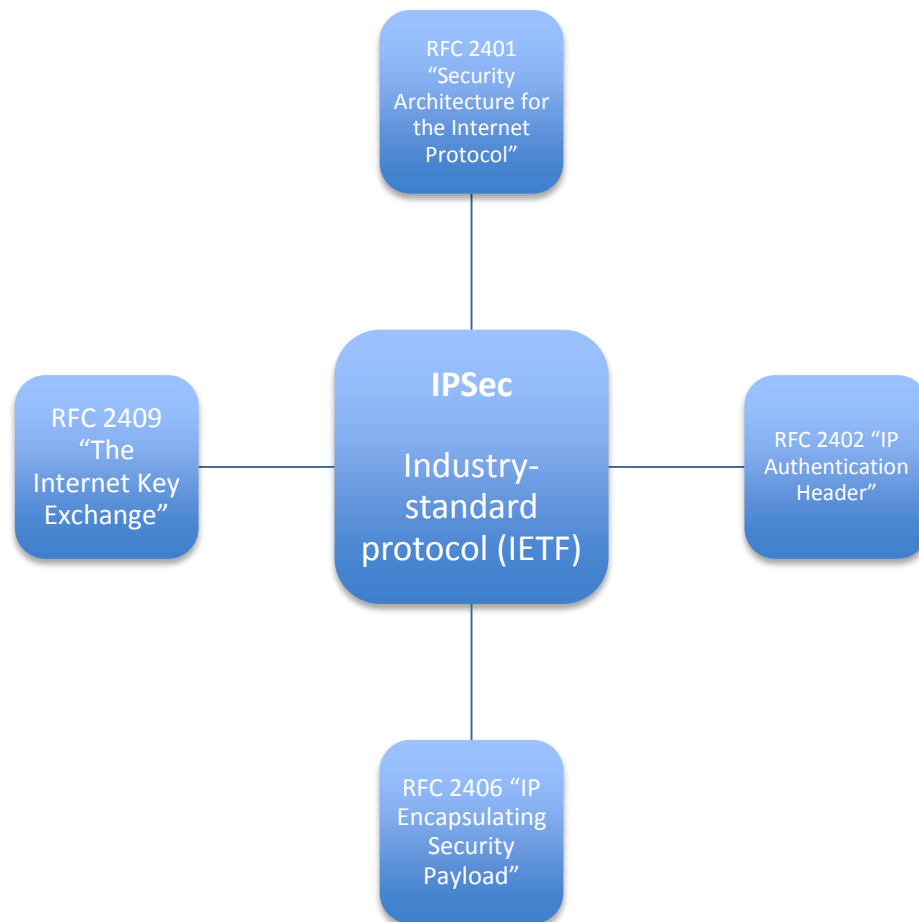 RFC 2401
“Security
Architecture for
the Internet
Protocol”
RFC 2409
“The
Internet Key
Exchange”
IPSec
Industry-
standard
protocol (IETF)
RFC 2402 “IP
Authentication
Header”
RFC 2406 “IP
Encapsulating
Security
Payload”